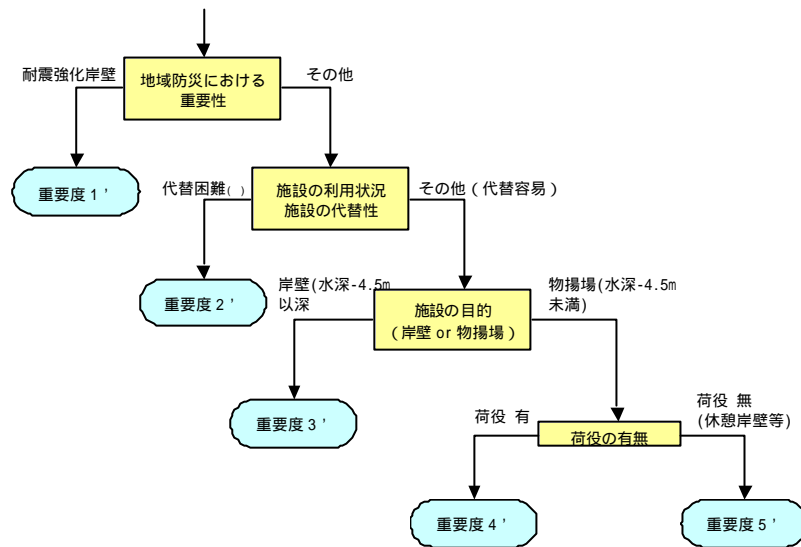 耐震強化岸壁
地域防災における
重要性
その他
重要度1’
代替困難( )
施設の利用状況
施設の代替性
その他(代替容易)
重要度2’
岸壁(水深-4.5m
以深
施設の目的
(岸壁 or 物揚場)
物揚場(水深-4.5m
未満)
重要度3’
荷役 有
荷役の有無
荷役 無
(休憩岸壁等)
重要度4’
重要度5’